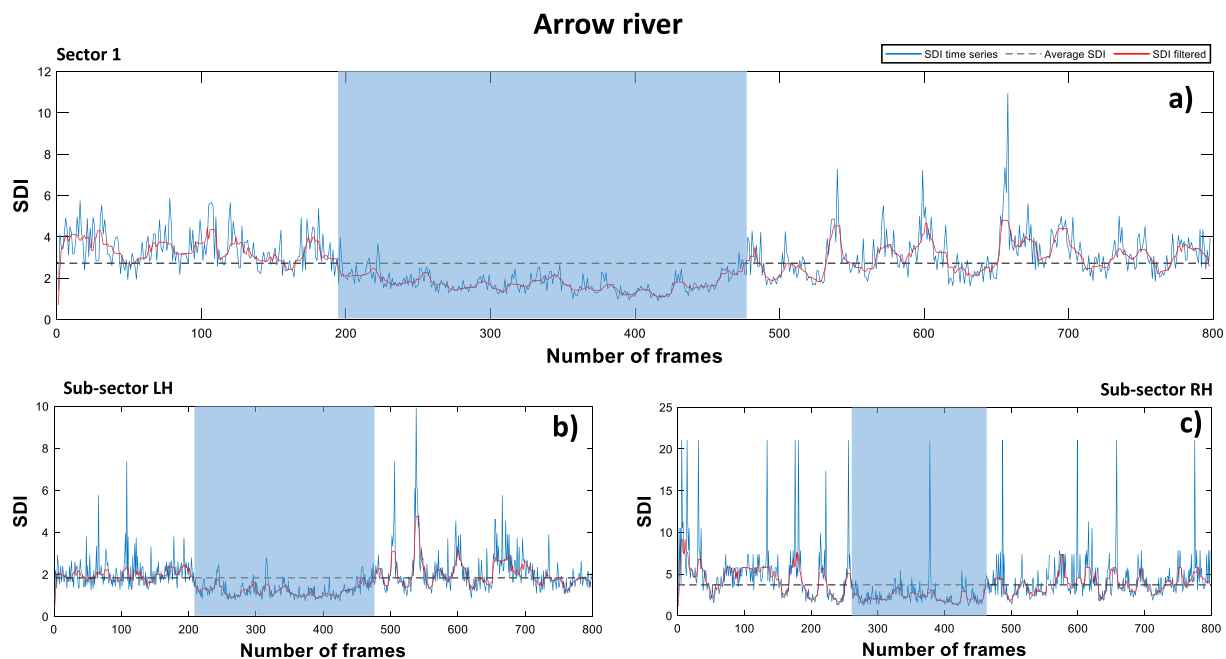 Arrow river
Sector 1
SDI time series Average SDI SDI filtered
a)
12
10
8
6
4
2
0
SDI
0 100 200 300 400 500 600 700 800
Number of frames
Sub-sector LH
b)
10
8
6
4
2
0
SDI
0 100 200 300 400 500 600 700 800
Number of frames
Sub-sector RH
c)
25
20
15
10
5
0
SDI
0 100 200 300 400 500 600 700 800
Number of frames